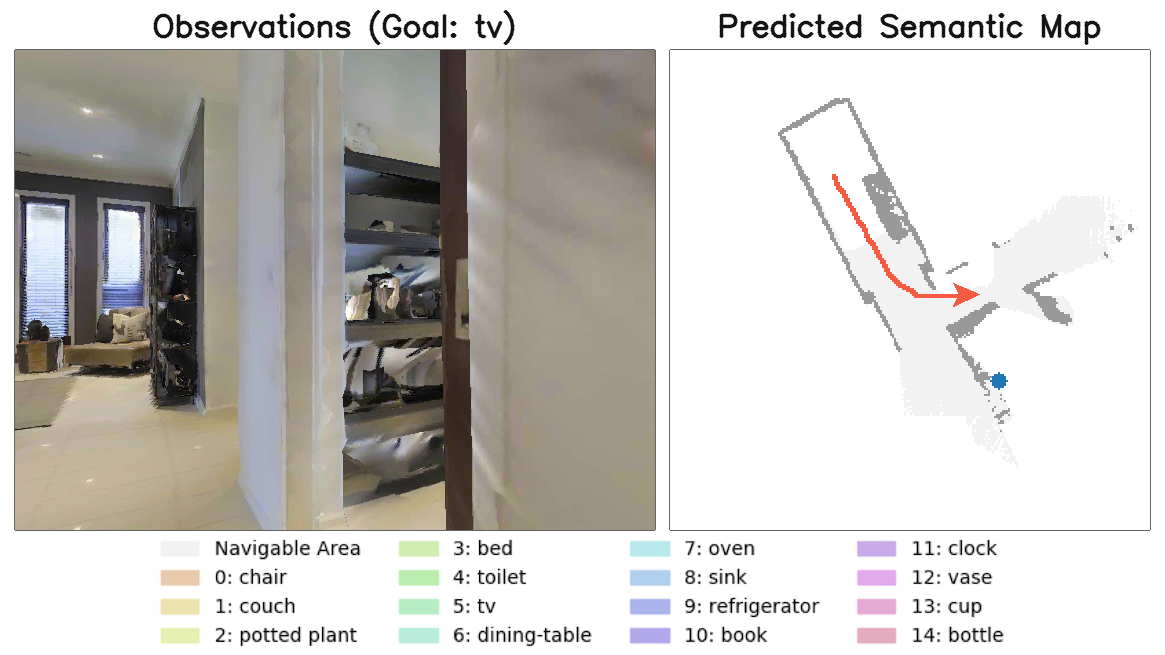 Observations (Goal: tv)
Predicted Semantic Map
Navigable Area
0: chair
1: couch
2: potted plant
3: bed
4: toilet
5: tv
6: dining-table
7: oven
8: sink
9: refrigerator
10: book
11: clock
12: vase
13: cup
14: bottle